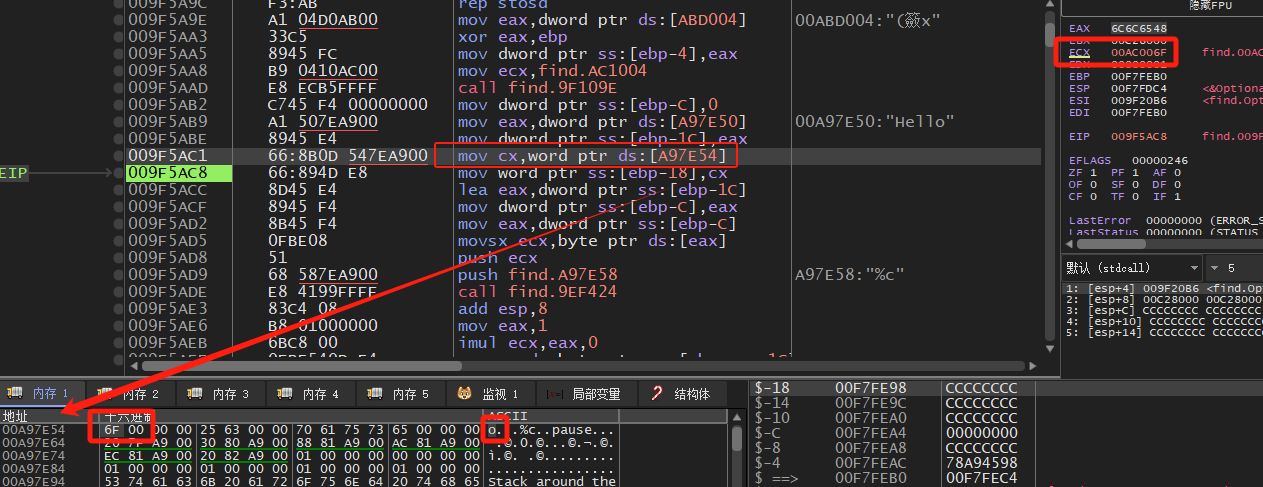 009F5A9C F3:AB rep stosd
009F5A9E A1 04D0AB00 mov eax,dword ptr ds:[ABD004] 00ABD004:"(籢x"
009F5AA3 33C5 xor eax,ebp
009F5AA5 8945 FC mov dword ptr ss:[ebp-4],eax
009F5AA8 B9 0410AC00 mov ecx,find.AC1004
009F5AAD E8 ECB5FFFF call find.9F109E
009F5AB2 C745 F4 00000000 mov dword ptr ss:[ebp-C],0
009F5AB9 A1 507EA900 mov eax,dword ptr ds:[A97E50] 00A97E50:"Hello"
009F5ABE 8945 E4 mov dword ptr ss:[ebp-1C],eax
009F5AC1 66:8B0D 547EA900 mov cx,word ptr ds:[A97E54]
EIP 009F5AC8 66:894D E8 mov word ptr ss:[ebp-18],cx
009F5ACC 8D45 E4 lea eax,dword ptr ss:[ebp-1C]
009F5ACF 8945 F4 mov dword ptr ss:[ebp-C],eax
009F5AD2 8B45 F4 mov eax,dword ptr ss:[ebp-C]
009F5AD5 0FBE08 movsx ecx,byte ptr ds:[eax]
009F5AD8 51 push ecx
009F5AD9 68 587EA900 push find.A97E58 A97E58:"%c"
009F5ADE E8 4199FFFF call find.9EF424
009F5AE3 83C4 08 add esp,8
009F5AE6 B8 01000000 mov eax,1
009F5AEB 6BC8 00 imul ecx,eax,0
隐藏FPU
EAX 6C6C6548
ECX 00AC006F find.00AC
EBP 00F7FEB0
ESP 00F7FDC4 <&Optiona
ESI 009F20B6 <find.Opt
EDI 00F7FEB0
EIP 009F5AC8 find.009F
EFLAGS 00000246
ZF 1 PF 1 AF 0
OF 0 SF 0 DF 0
CF 0 TF 0 IF 1
LastError 00000000 (ERROR_S
LastStatus 00000000 (STATUS
默认 (stdcall) 5
1: [esp+4] 009F20B6 <find.Opt
2: [esp+8] 00C28000 00C28000
3: [esp+C] CCCCCCCC CCCCCCCC
4: [esp+10] CCCCCCCC CCCCCCCC
5: [esp+14] CCCCCCCC CCCCCCCC
内存 1 内存 2 内存 3 内存 4 内存 5 监视 1 局部变量 结构体
地址 十六进制 ASCII
00A97E54 6F 00 00 00 25 63 00 00 70 61 75 73 65 00 00 00 o...%c..pause...
00A97E64 20 7F A9 00 30 80 A9 00 88 81 A9 00 AC 81 A9 00
00A97E74 EC 81 A9 00 20 82 A9 00 01 00 00 00 00 00 00 00
00A97E84 01 00 00 00 01 00 00 00 01 00 00 00 01 00 00 00 ................
00A97E94 53 74 61 63 6B 20 61 72 6F 75 6E 64 20 74 68 65 Stack around the
$-18 00F7FE98 CCCCCCCC
$-14 00F7FE9C CCCCCCCC
$-10 00F7FEA0 CCCCCCCC
$-C 00F7FEA4 00000000
$-8 00F7FEA8 CCCCCCCC
$-4 00F7FEAC 78A94598
$ ==> 00F7FEB0 00F7FEC4